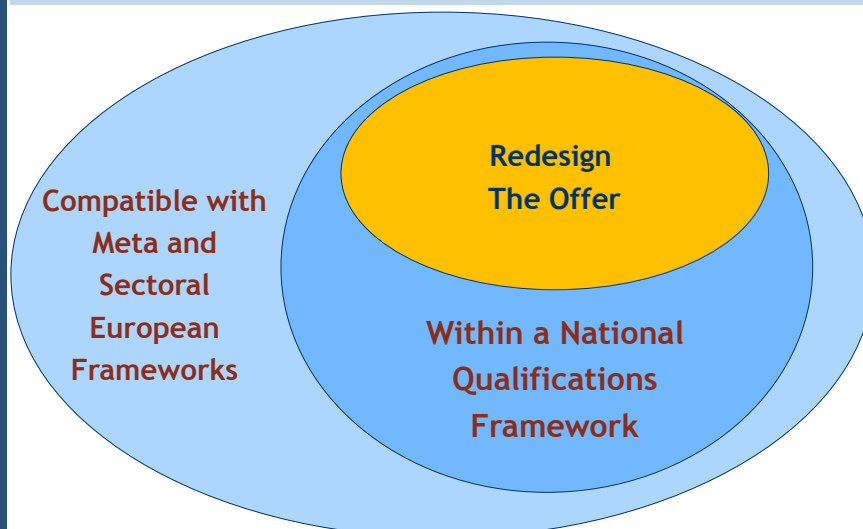 Redesign
The Offer
Compatible with
Meta and
Sectoral
European
Frameworks
Within a National
Qualifications
Framework